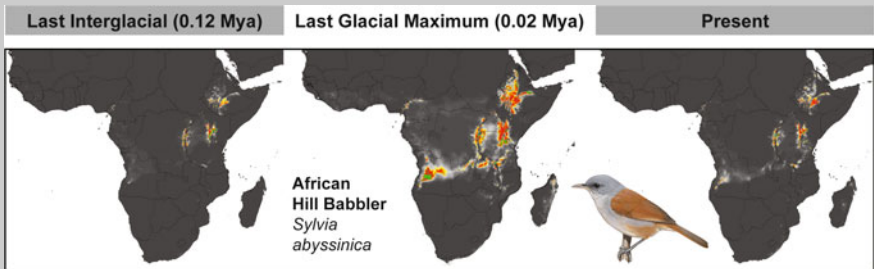 Last Interglacial (0.12 Mya)
Last Glacial Maximum (0.02 Mya)
Present
African
Hill Babbler
Sylvia
abyssinica